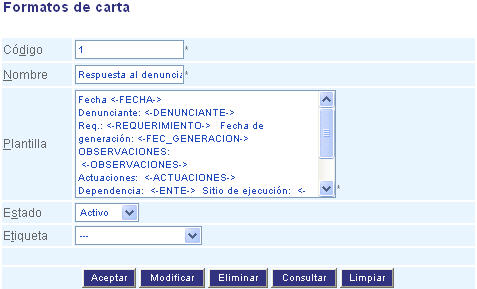 Formatos de carta
Código 1 *
Nombre Respuesta al denuncia *
Plantilla
Fecha <-FECHA->
Denunciante: <-DENUNCIANTE->
Req.: <-REQUERIMIENTO-> Fecha de
generación: <-FEC_GENERACION->
OBSERVACIONES:
<-OBSERVACIONES->
Actuaciones: <-ACTUACIONES->
Dependencia: <-ENTE-> Sitio de ejecución: <- *
Estado Activo
Etiqueta ---
Aceptar Modificar Eliminar Consultar Limpiar